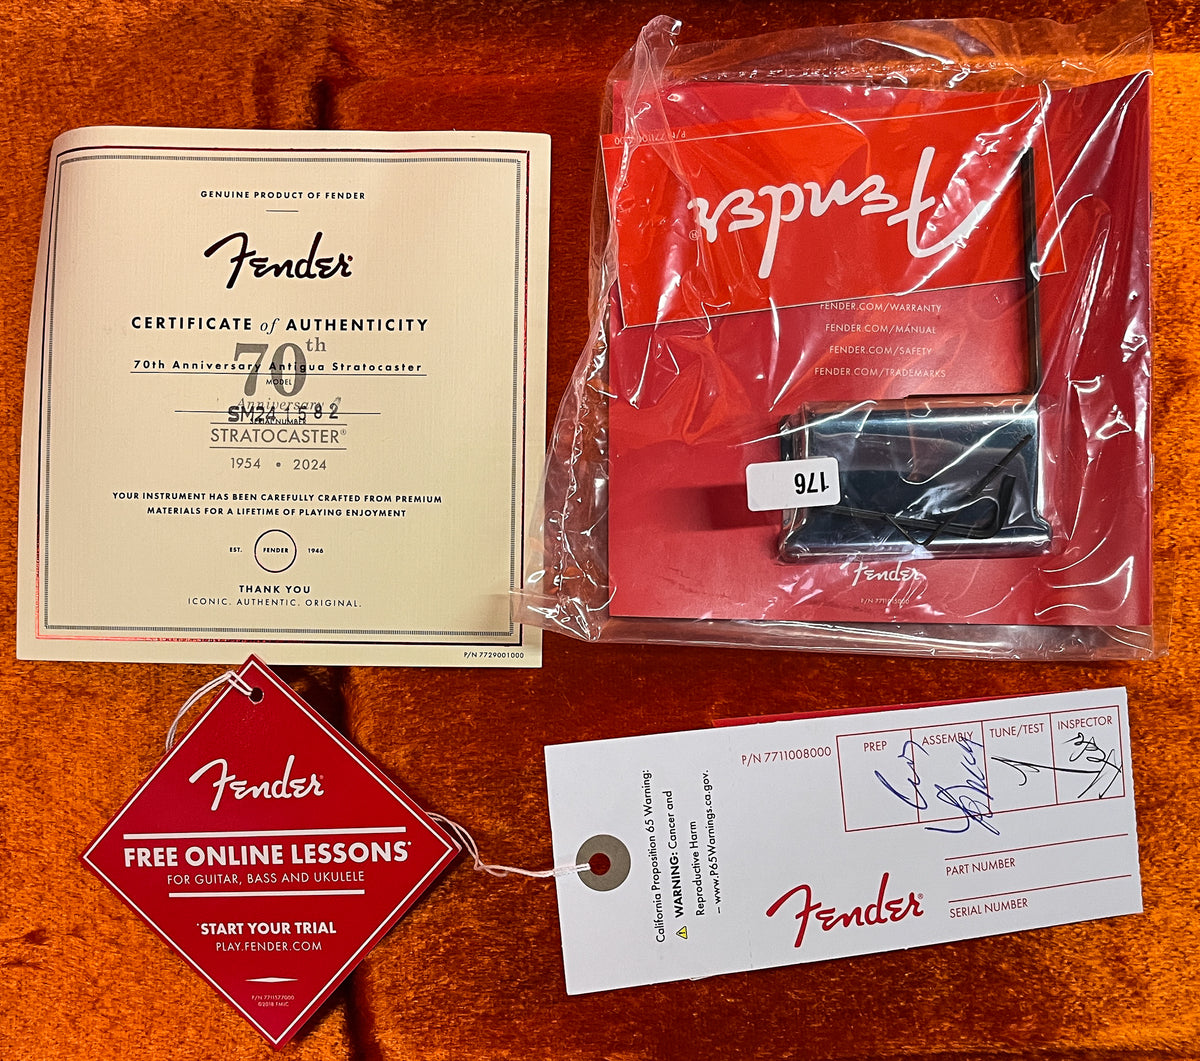 GENUINE PRODUCT OF FENDER
Fender®
CERTIFICATE of AUTHENTICITY
70th
70th Anniversary Antigua Stratocaster
MODEL
Anniversary
SM24 582
SERIAL NUMBER
STRATOCASTER®
1954 • 2024
YOUR INSTRUMENT HAS BEEN CAREFULLY CRAFTED FROM PREMIUM
MATERIALS FOR A LIFETIME OF PLAYING ENJOYMENT
EST. FENDER 1946
THANK YOU
ICONIC. AUTHENTIC. ORIGINAL.
P/N 7729001000
Fender®
FENDER.COM/WARRANTY
FENDER.COM/MANUAL
FENDER.COM/SAFETY
FENDER.COM/TRADEMARKS
176
Fender
Fender®
FREE ONLINE LESSONS*
FOR GUITAR, BASS AND UKULELE
*START YOUR TRIAL
PLAY.FENDER.COM
P/N 7711577000
©2018 FMIC
California Proposition 65 Warning:
⚠ WARNING: Cancer and
Reproductive Harm
– www.P65Warnings.ca.gov.
P/N 7711008000
PREP ASSEMBLY TUNE/TEST INSPECTOR
Fender®
PART NUMBER
SERIAL NUMBER